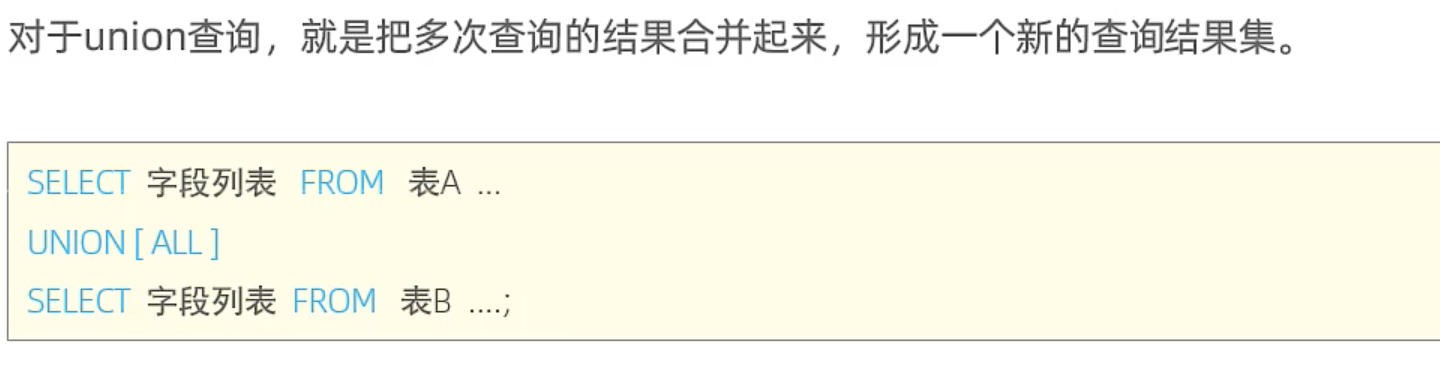 对于union查询，就是把多次查询的结果合并起来，形成一个新的查询结果集。
SELECT 字段列表 FROM 表A ...
UNION [ ALL ]
SELECT 字段列表 FROM 表B ....;